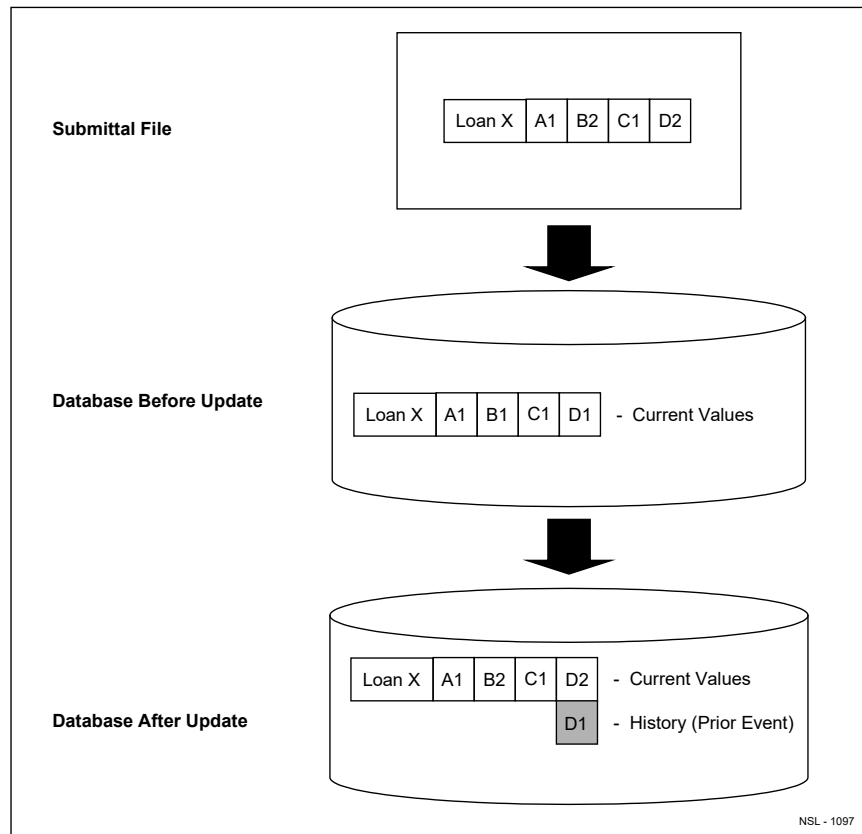 Submittal File
Loan X A1 B2 C1 D2
Database Before Update
Loan X A1 B1 C1 D1 - Current Values
Loan X A1 B2 C1 D2 - Current Values
Database After Update
D1 - History (Prior Event)
NSL - 1097